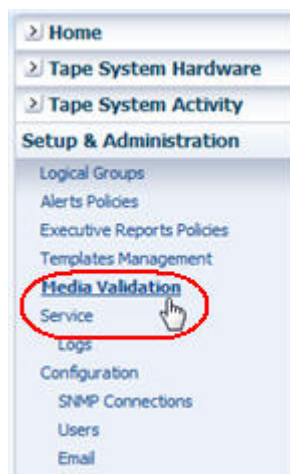 Home
Tape System Hardware
Tape System Activity
Setup & Administration
Logical Groups
Alerts Policies
Executive Reports Policies
Templates Management
Media Validation
Service
Logs
Configuration
SNMP Connections
Users
Email